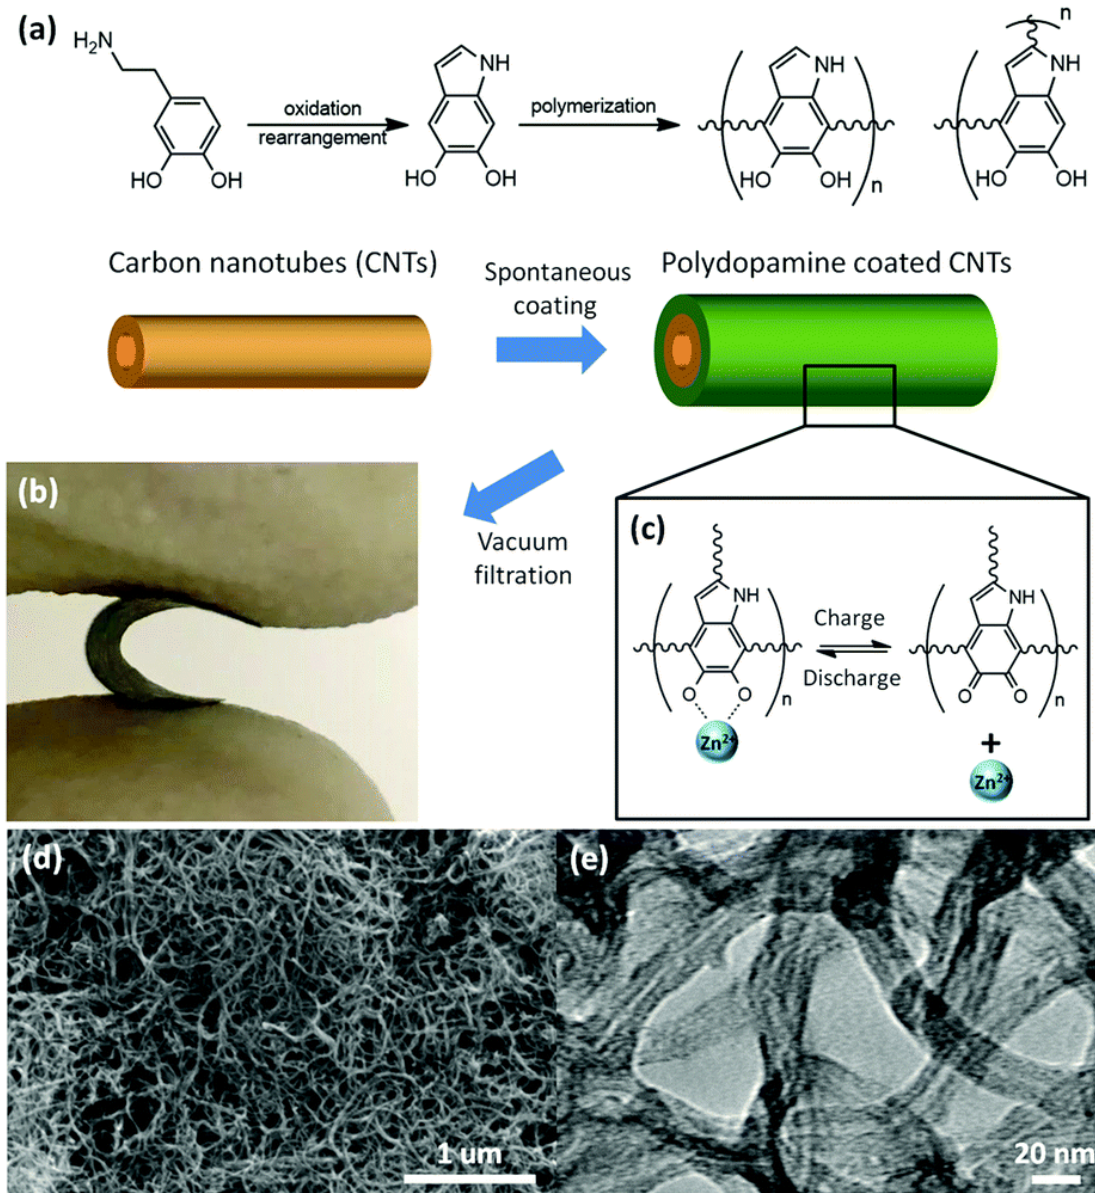 (a)
H₂N
HO
OH
oxidation
rearrangement
NH
HO
OH
polymerization
NH
HO
OH
n
n
NH
HO
OH
Carbon nanotubes (CNTs)
Spontaneous
coating
Polydopamine coated CNTs
(b)
Vacuum
filtration
(c)
NH
O
O
n
Zn²⁺
Charge
Discharge
NH
O
O
n
+
Zn²⁺
(d)
1 um
(e)
20 nm